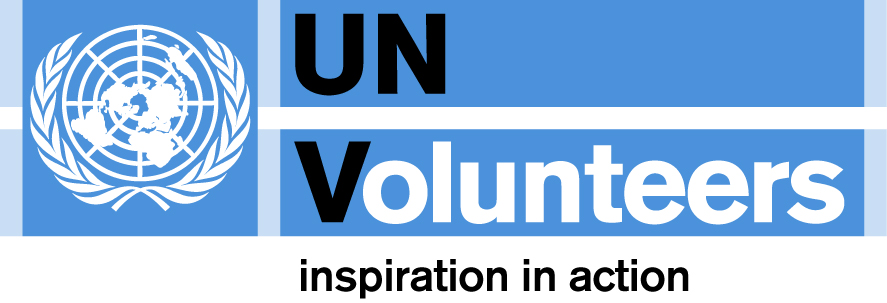 UN
Volunteers
inspiration in action